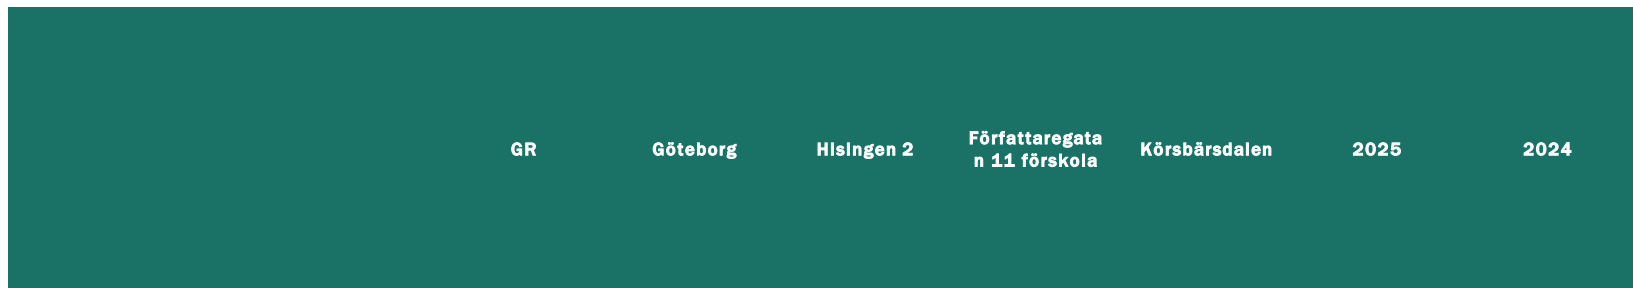 GR
Göteborg
Hisingen 2
Författaregata
n 11 förskola
Körsbärsdalen
2025
2024